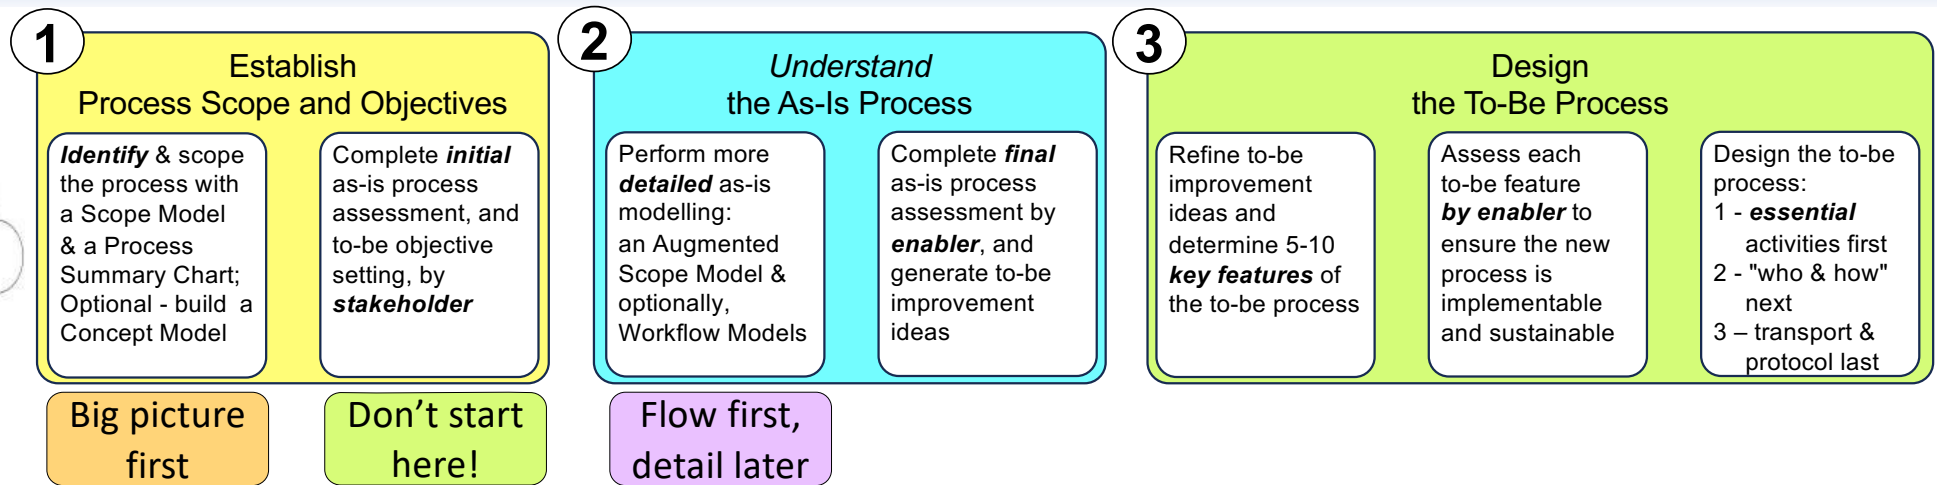 1
Establish
Process Scope and Objectives
Identify & scope
the process with
a Scope Model
& a Process
Summary Chart;
Optional - build a
Concept Model
Complete initial
as-is process
assessment, and
to-be objective
setting, by
stakeholder
Big picture
first
Don’t start
here!
2
Understand
the As-Is Process
Perform more
detailed as-is
modelling:
an Augmented
Scope Model &
optionally,
Workflow Models
Complete final
as-is process
assessment by
enabler, and
generate to-be
improvement
ideas
Flow first,
detail later
3
Design
the To-Be Process
Refine to-be
improvement
ideas and
determine 5-10
key features of
the to-be process
Assess each
to-be feature
by enabler to
ensure the new
process is
implementable
and sustainable
Design the to-be
process:
1 - essential
activities first
2 - "who & how"
next
3 – transport &
protocol last